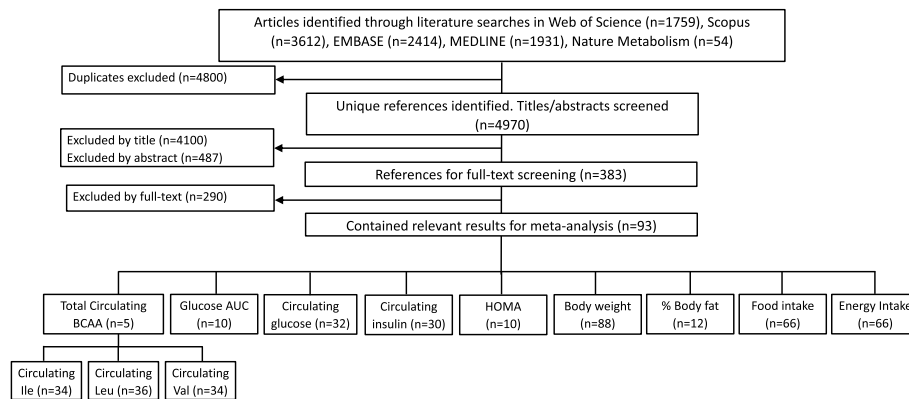 Articles identified through literature searches in Web of Science (n=1759), Scopus
(n=3612), EMBASE (n=2414), MEDLINE (n=1931), Nature Metabolism (n=54)
Duplicates excluded (n=4800)
Unique references identified. Titles/abstracts screened
(n=4970)
Excluded by title (n=4100)
Excluded by abstract (n=487)
References for full-text screening (n=383)
Excluded by full-text (n=290)
Contained relevant results for meta-analysis (n=93)
Total Circulating
BCAA (n=5)
Glucose AUC
(n=10)
Circulating
glucose (n=32)
Circulating
insulin (n=30)
HOMA
(n=10)
Body weight
(n=88)
% Body fat
(n=12)
Food intake
(n=66)
Energy Intake
(n=66)
Circulating
Ile (n=34)
Circulating
Leu (n=36)
Circulating
Val (n=34)